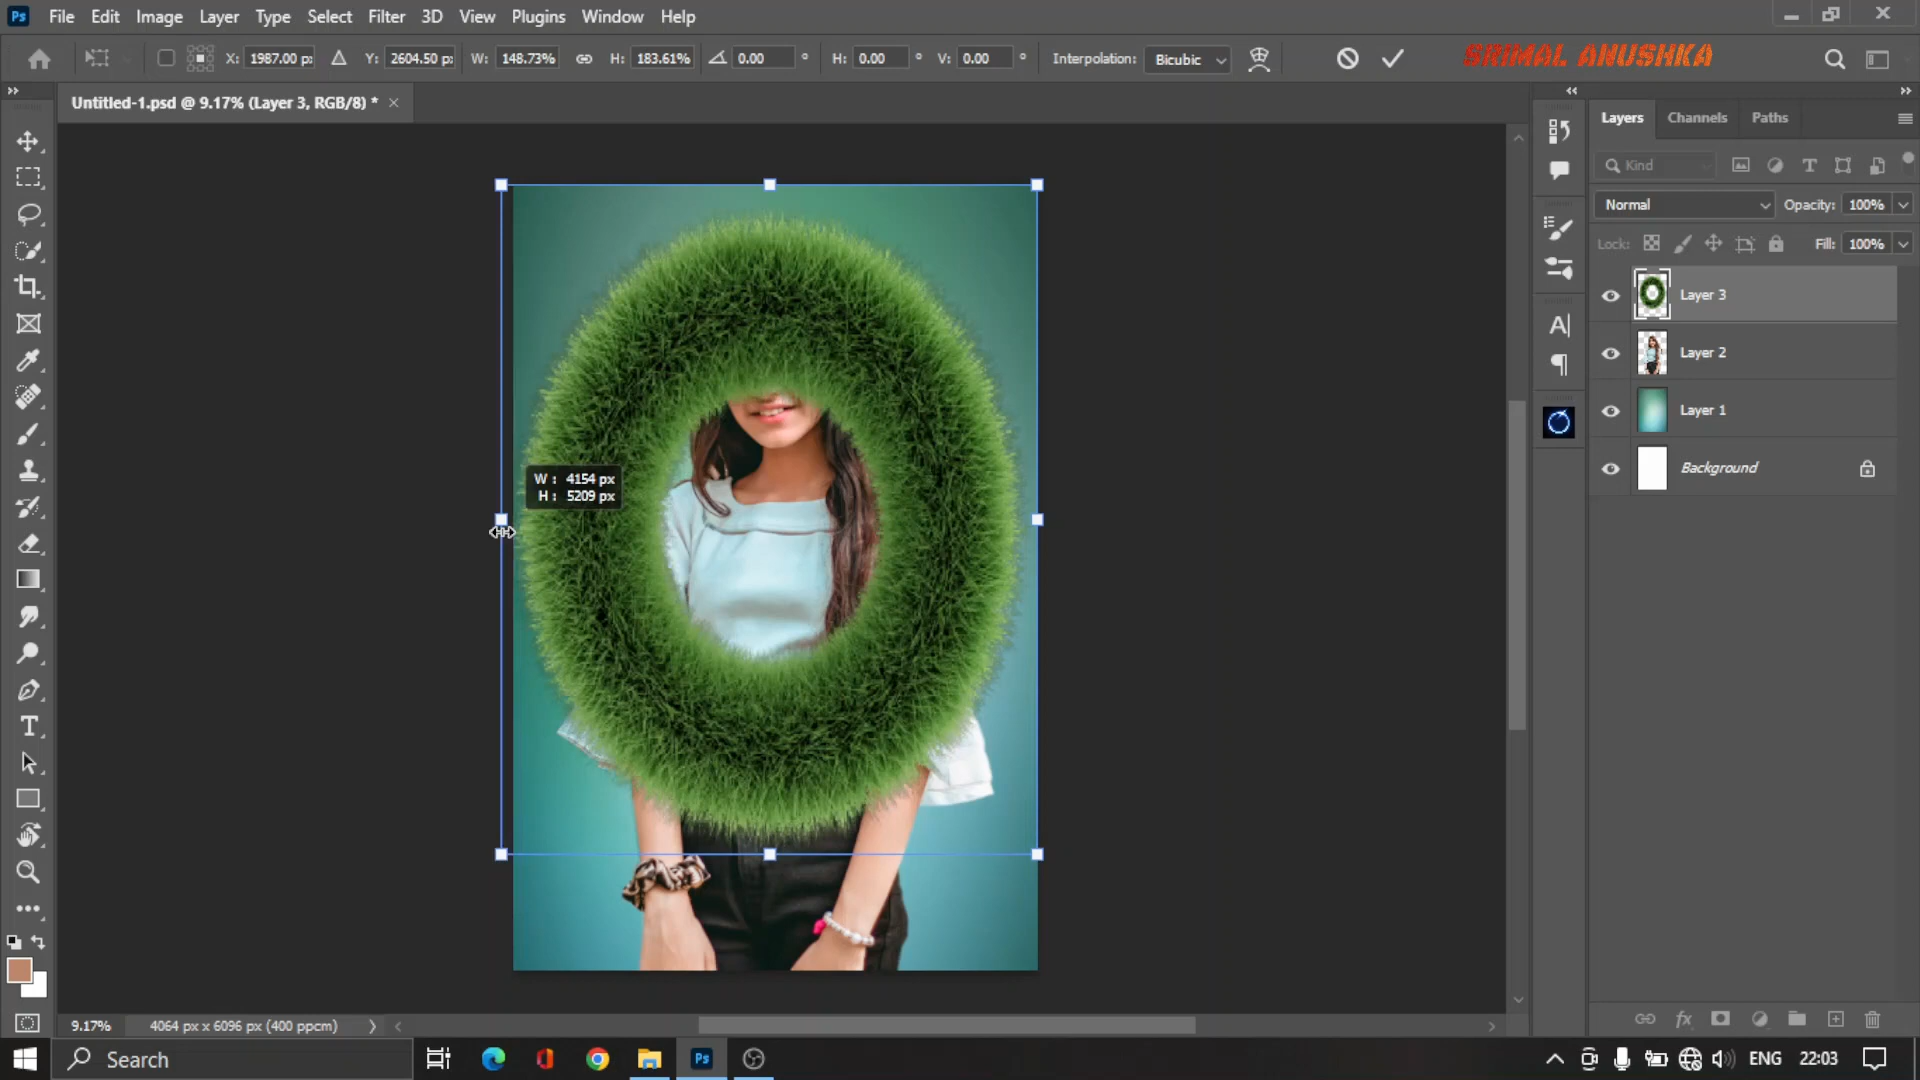 Ps File Edit Image Layer Type Select Filter 3D View Plugins Window Help
X: 1987.00 p Y: 2604.50 p W: 148.73% H: 183.61% 0.00 ° H: 0.00 ° V: 0.00 ° Interpolation: Bicubic SRIMAL ANUSHKA
Untitled-1.psd @ 9.17% (Layer 3, RGB/8) *
Layers Channels Paths
Kind
Normal Opacity: 100%
Lock: Fill: 100%
Layer 3
Layer 2
Layer 1
Background
W : 4154 px
H : 5209 px
9.17% 4064 px x 6096 px (400 ppcm)
Search Ps ENG 22:03